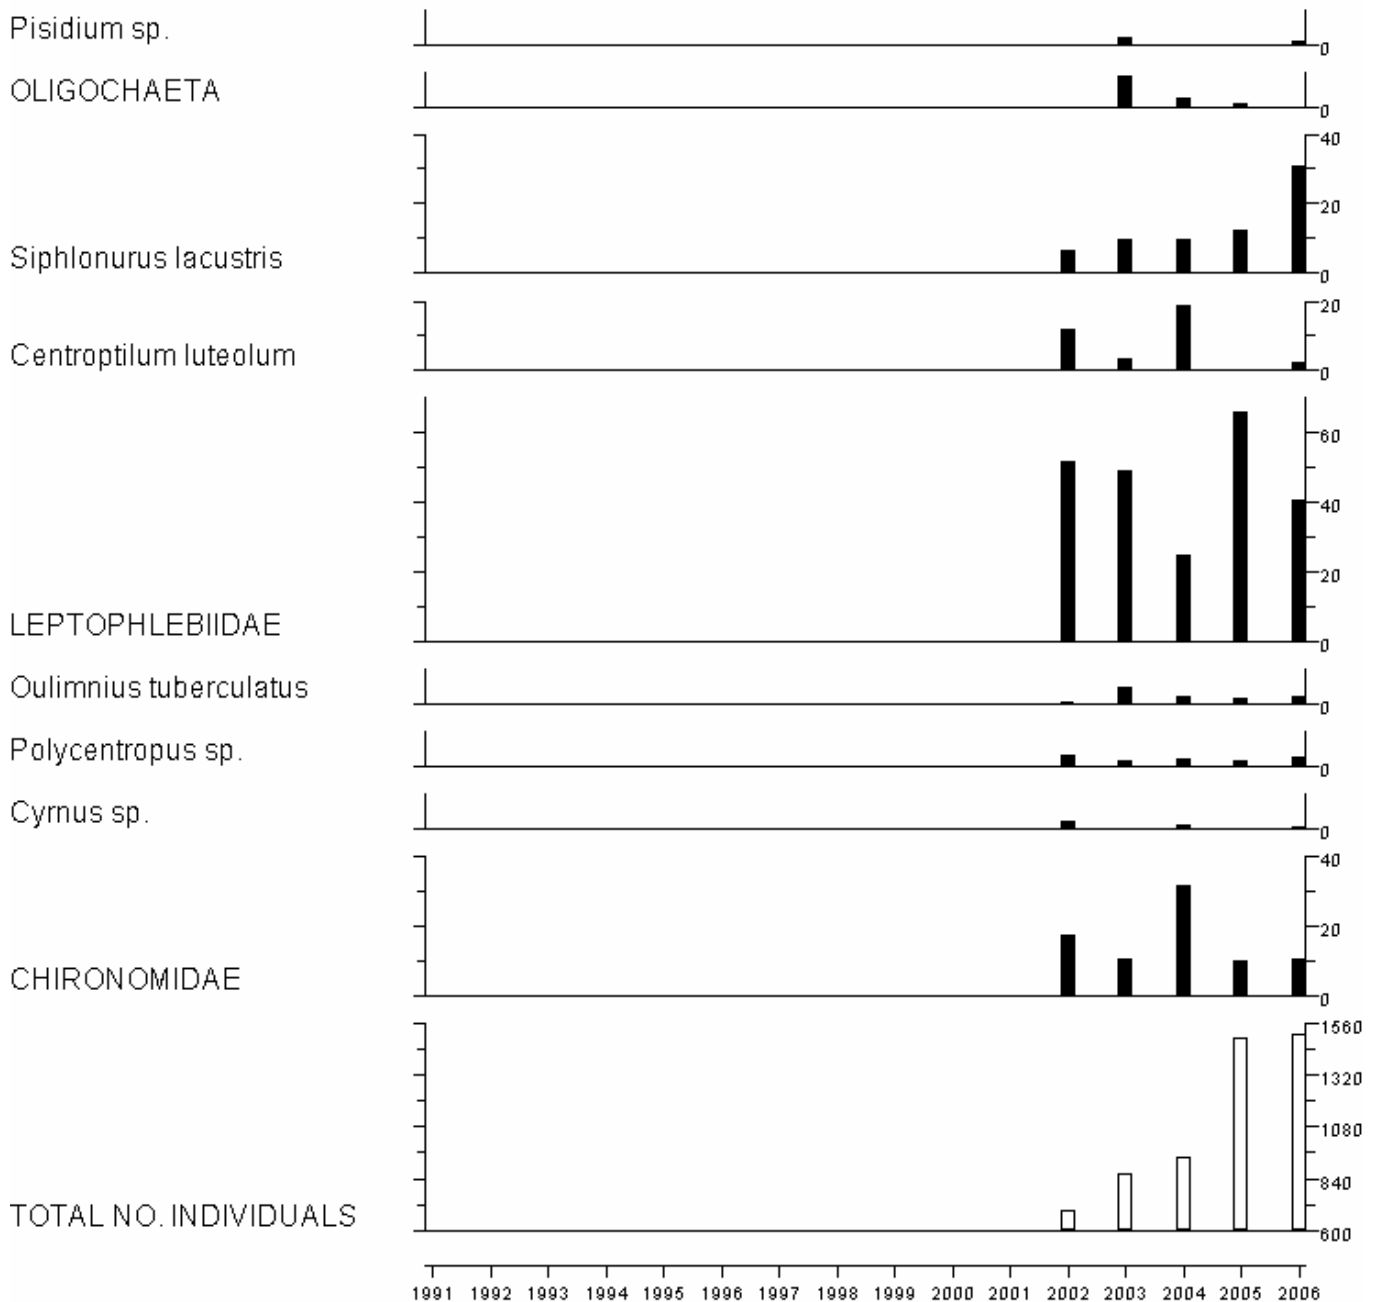 Pisidium sp.
0
OLIGOCHAETA
0
40
20
Siphlonurus lacustris
0
20
Centroptilum luteolum
0
60
40
20
LEPTOPHLEBIIDAE
0
Oulimnius tuberculatus
0
Polycentropus sp.
0
Cyrnus sp.
0
40
20
CHIRONOMIDAE
0
1560
1320
1080
840
TOTAL NO. INDIVIDUALS
600
1991 1992 1993 1994 1995 1996 1997 1998 1999 2000 2001 2002 2003 2004 2005 2006